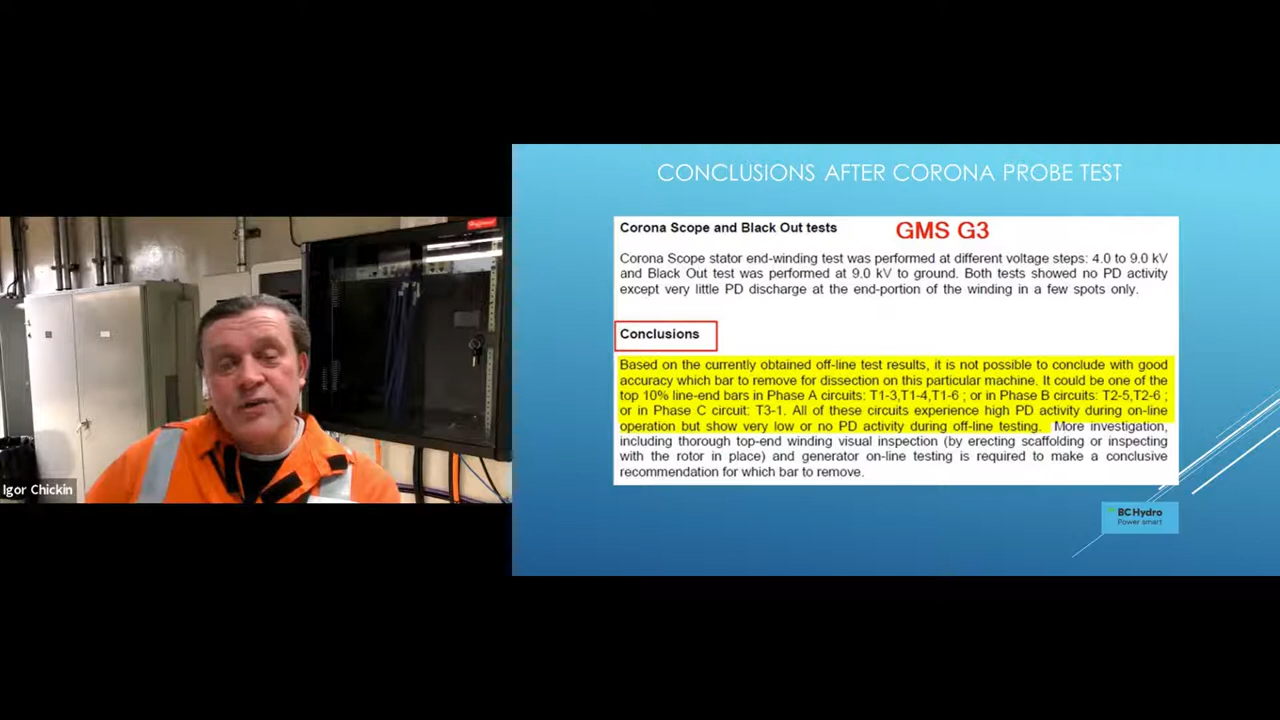 CONCLUSIONS AFTER CORONA PROBE TEST
Corona Scope and Black Out tests
GMS G3
Corona Scope stator end-winding test was performed at different voltage steps: 4.0 to 9.0 kV
and Black Out test was performed at 9.0 kV to ground. Both tests showed no PD activity
except very little PD discharge at the end-portion of the winding in a few spots only.
Conclusions
Based on the currently obtained off-line test results, it is not possible to conclude with good
accuracy which bar to remove for dissection on this particular machine. It could be one of the
top 10% line-end bars in Phase A circuits: T1-3,T1-4,T1-6 ; or in Phase B circuits: T2-5,T2-6 ;
or in Phase C circuit: T3-1. All of these circuits experience high PD activity during on-line
operation but show very low or no PD activity during off-line testing. More investigation,
including thorough top-end winding visual inspection (by erecting scaffolding or inspecting
with the rotor in place) and generator on-line testing is required to make a conclusive
recommendation for which bar to remove.
Igor Chickin
BC Hydro
Power smart